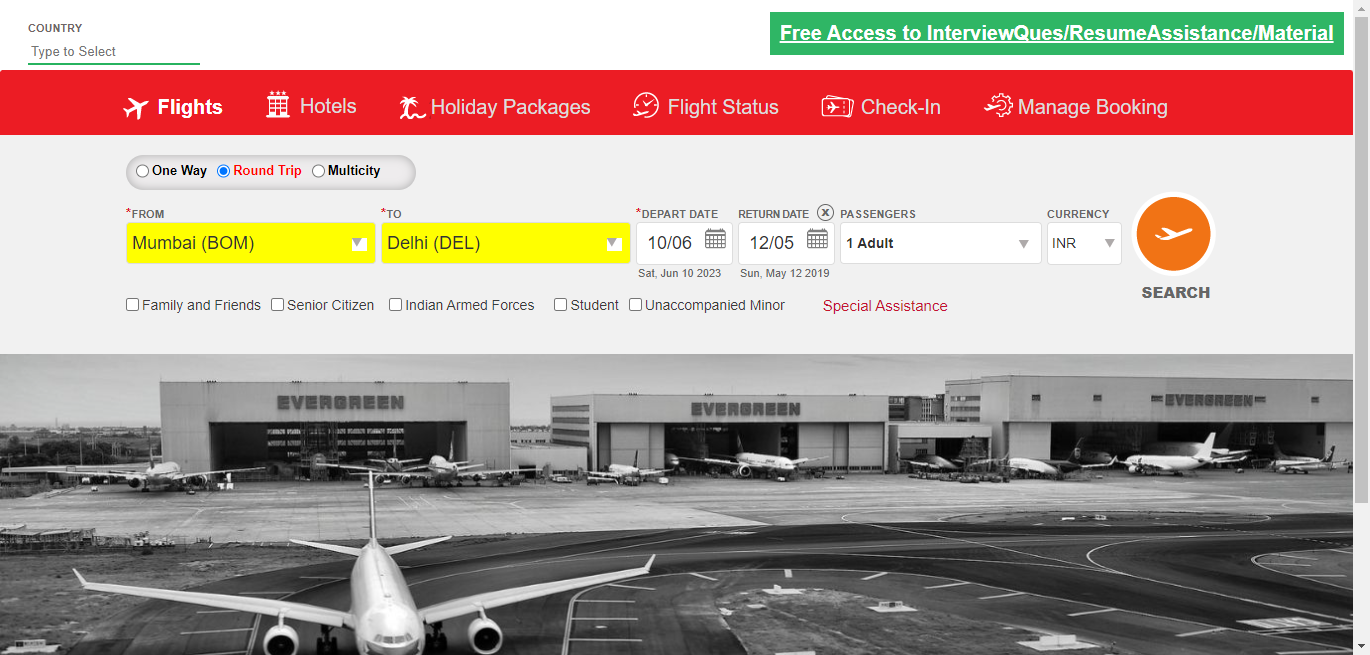 COUNTRY
Type to Select
Free Access to InterviewQues/ResumeAssistance/Material
Flights Hotels Holiday Packages Flight Status Check-In Manage Booking
One Way Round Trip Multicity
*FROM *TO *DEPART DATE RETURN DATE X PASSENGERS CURRENCY
Mumbai (BOM) Delhi (DEL) 10/06 12/05 1 Adult INR
Sat, Jun 10 2023 Sun, May 12 2019
SEARCH
Family and Friends Senior Citizen Indian Armed Forces Student Unaccompanied Minor Special Assistance
EVERGREEN EVERGREEN EVERGREEN